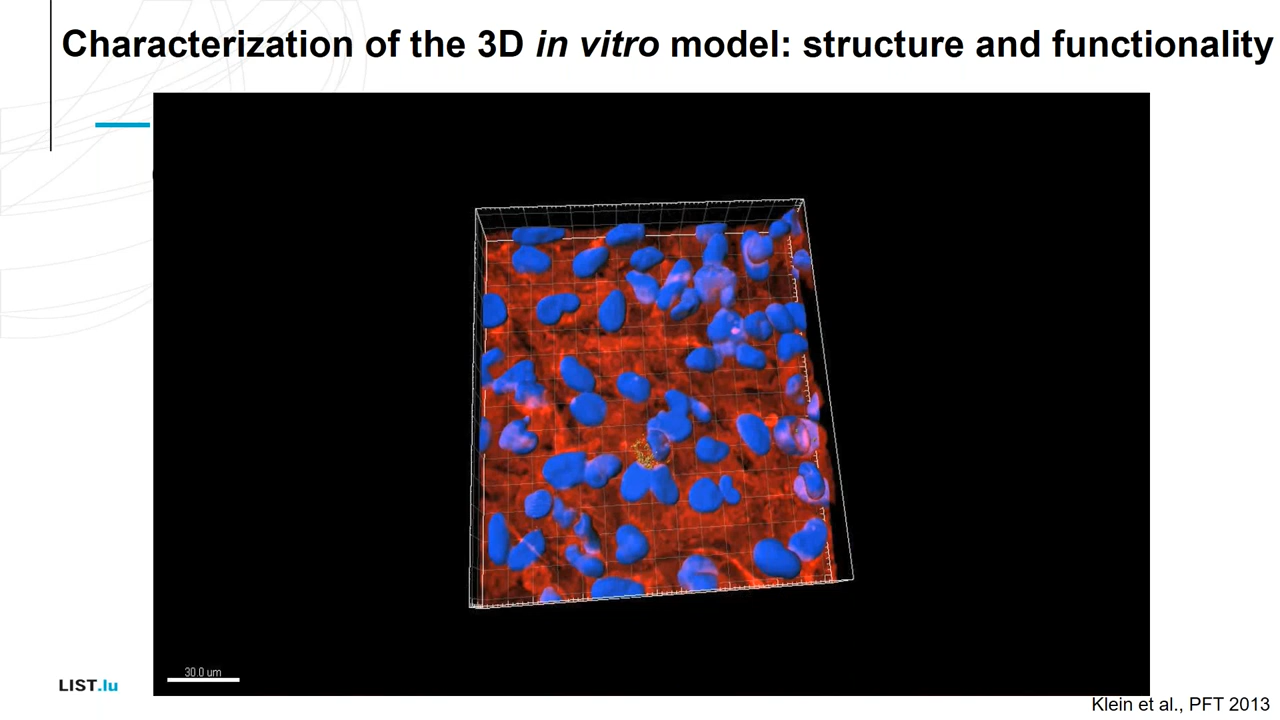 Characterization of the 3D in vitro model: structure and functionality
30.0 um
LIST.lu
Klein et al., PFT 2013